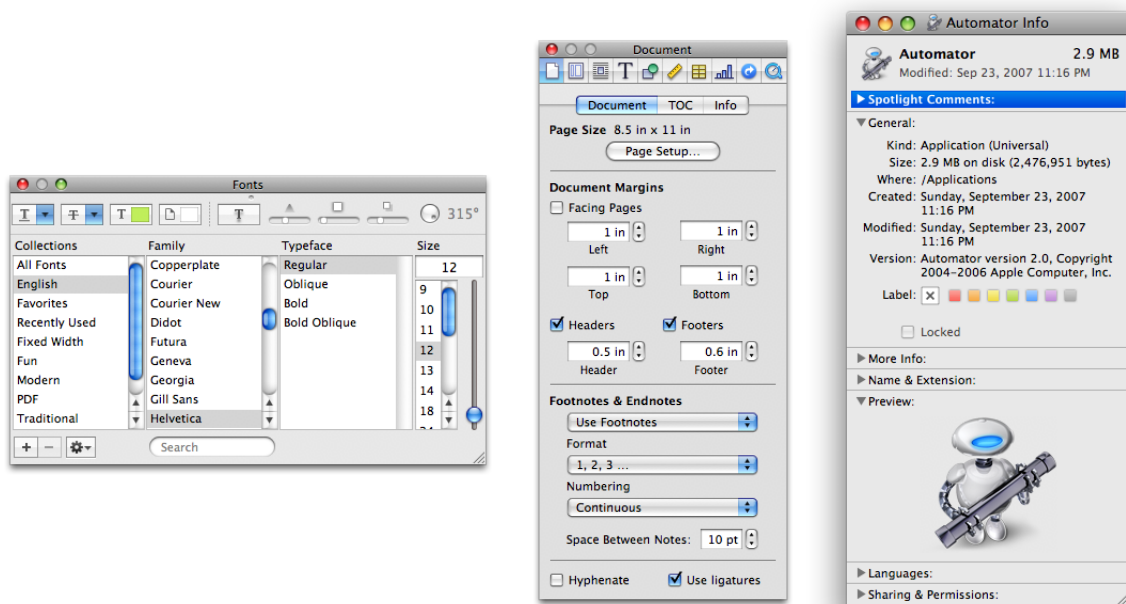 Fonts
T T T T 315°
Collections Family Typeface Size
All Fonts Copperplate Regular 12
English Courier Oblique 9
Favorites Courier New Bold 10
Recently Used Didot Bold Oblique 11
Fixed Width Futura 12
Fun Geneva 13
Modern Georgia 14
PDF Gill Sans 18
Traditional Helvetica
+ − Search
Document
T
Document TOC Info
Page Size 8.5 in x 11 in
Page Setup...
Document Margins
Facing Pages
1 in 1 in
Left Right
1 in 1 in
Top Bottom
Headers Footers
0.5 in 0.6 in
Header Footer
Footnotes & Endnotes
Use Footnotes
Format
1, 2, 3 ...
Numbering
Continuous
Space Between Notes: 10 pt
Hyphenate Use ligatures
Automator Info
Automator 2.9 MB
Modified: Sep 23, 2007 11:16 PM
Spotlight Comments:
General:
Kind: Application (Universal)
Size: 2.9 MB on disk (2,476,951 bytes)
Where: /Applications
Created: Sunday, September 23, 2007
11:16 PM
Modified: Sunday, September 23, 2007
11:16 PM
Version: Automator version 2.0, Copyright
2004–2006 Apple Computer, Inc.
Label:
Locked
More Info:
Name & Extension:
Preview:
Languages:
Sharing & Permissions: